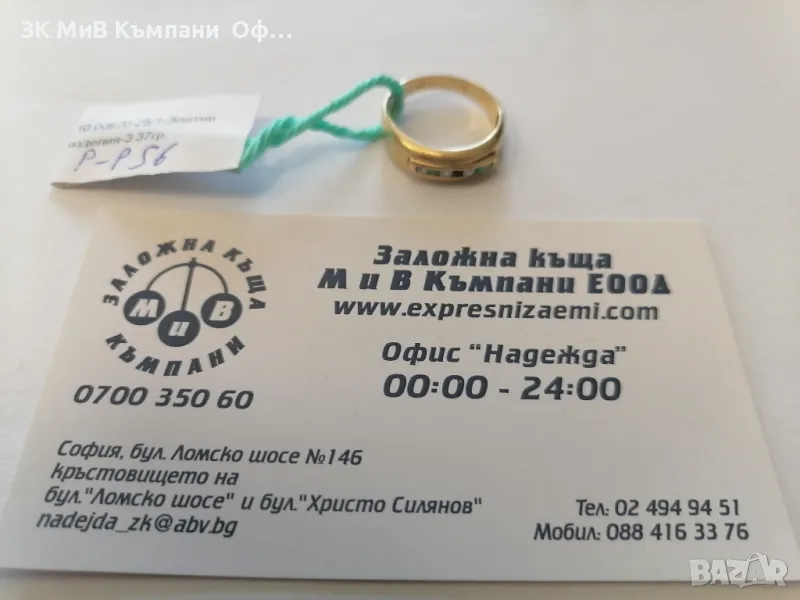 ЗК МиВ Къмпани Оф...
изделия-3.37гр
Р-Р56
ЗАЛОЖНА КЪЩА
М и В
КЪМПАНИ
0700 350 60
Заложна къща
М и В Къмпани ЕООД
www.expresnizaemi.com
Офис "Надежда"
00:00 - 24:00
София, бул. Ломско шосе №146
кръстовището на
бул."Ломско шосе" и бул."Христо Силянов"
nadejda_zk@abv.bg
Тел: 02 494 94 51
Мобил: 088 416 33 76
BAZAR